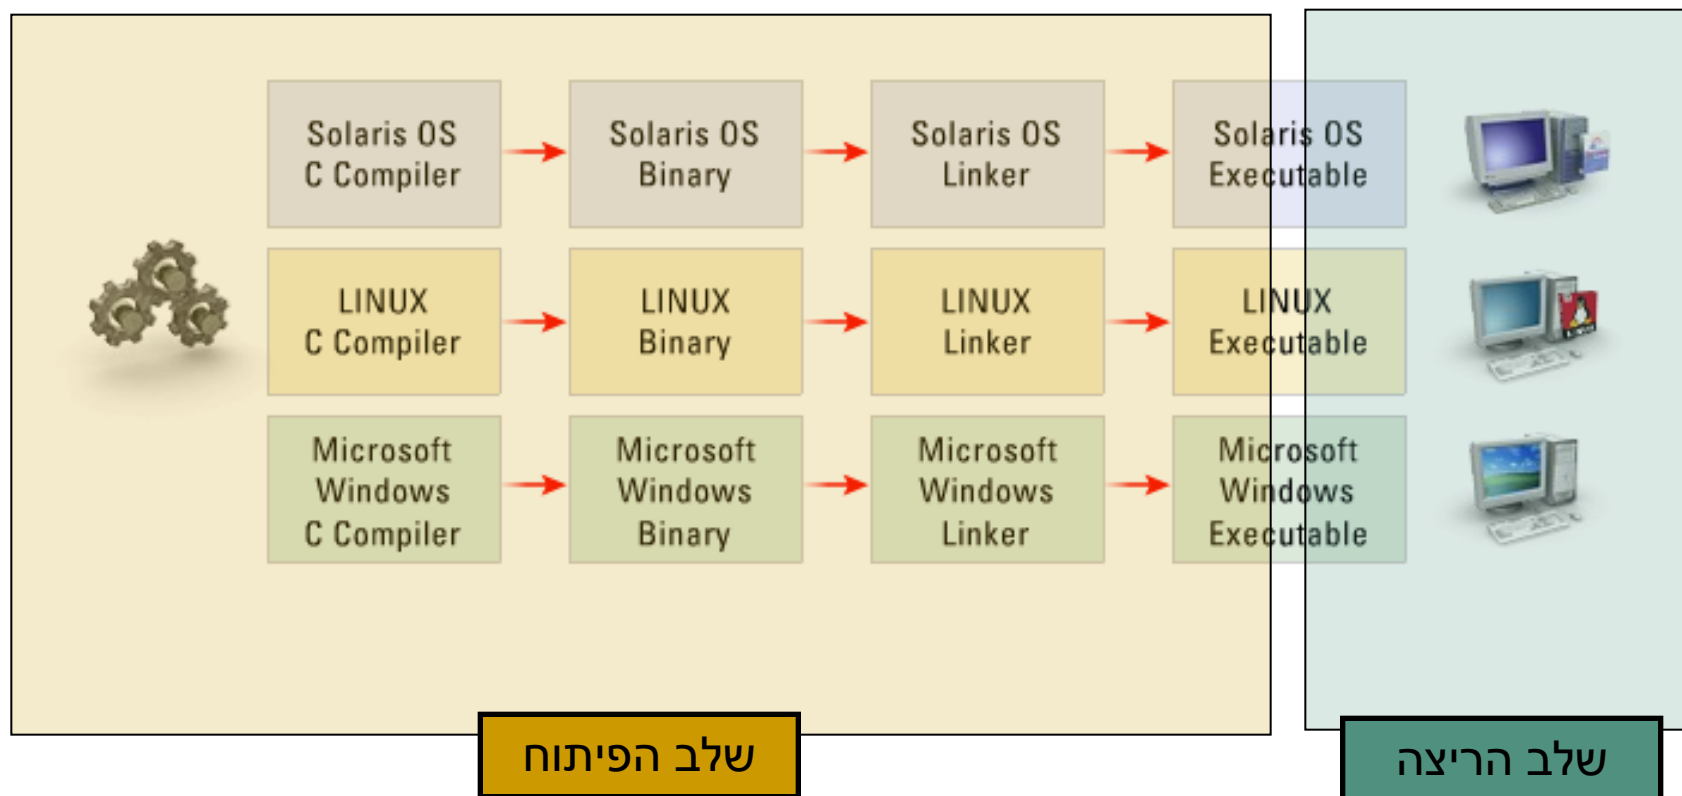 Solaris OS
C Compiler
Solaris OS
Binary
Solaris OS
Linker
Solaris OS
Executable
LINUX
C Compiler
LINUX
Binary
LINUX
Linker
LINUX
Executable
Microsoft
Windows
C Compiler
Microsoft
Windows
Binary
Microsoft
Windows
Linker
Microsoft
Windows
Executable
שלב הפיתוח
שלב הריצה